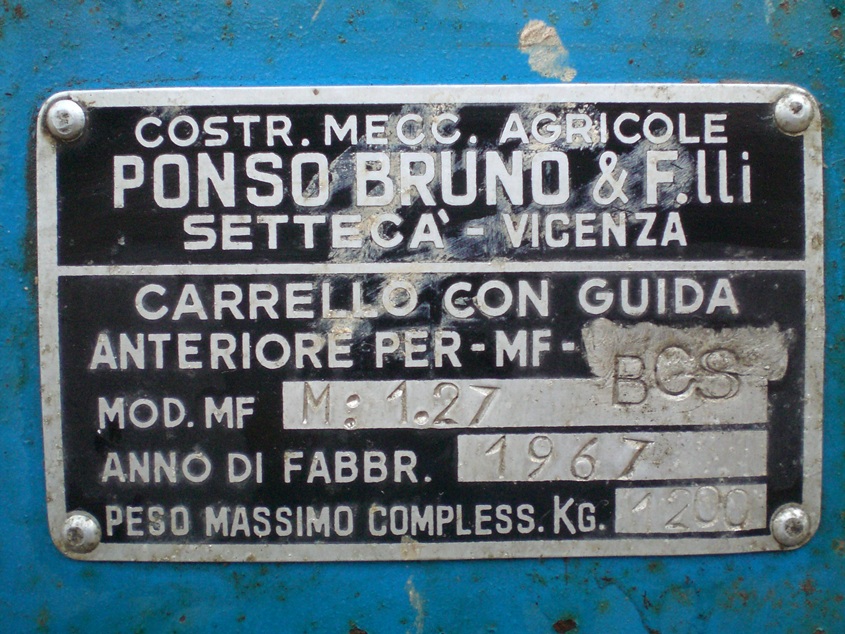 COSTR. MECC. AGRICOLE
PONSO BRUNO & F.lli
SETTECÀ - VICENZA
CARRELLO CON GUIDA
ANTERIORE PER - MF - BCS
MOD. MF M: 1.27
ANNO DI FABBR. 1967
PESO MASSIMO COMPLESS. KG. 1200